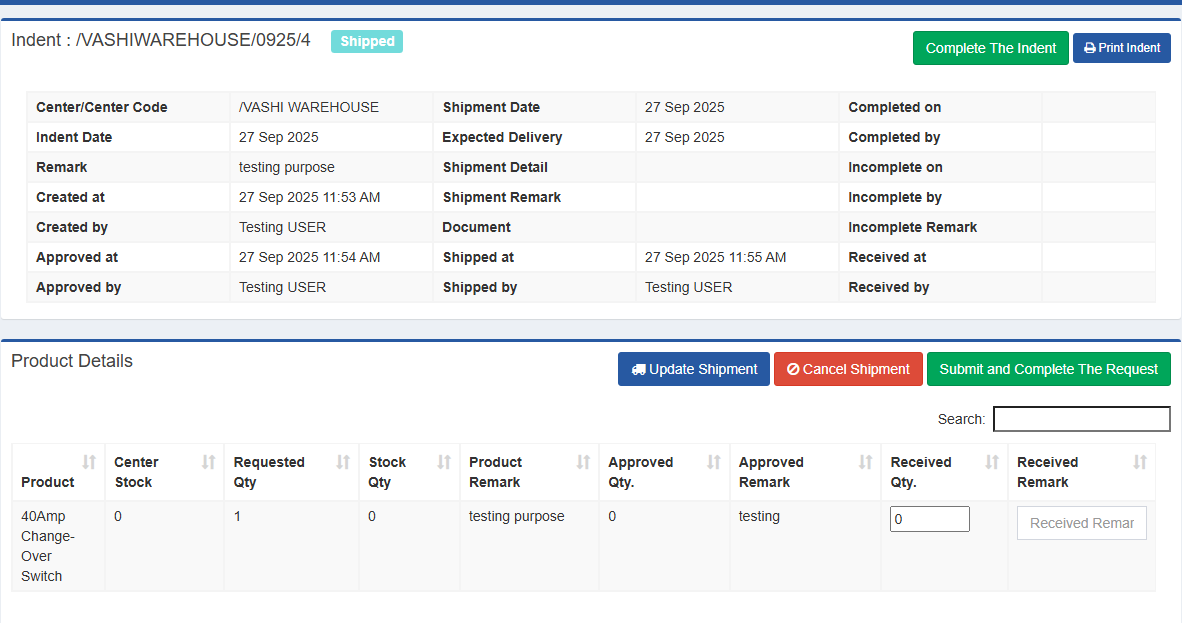 Indent : /VASHIWAREHOUSE/0925/4 Shipped Complete The Indent Print Indent
Center/Center Code /VASHI WAREHOUSE Shipment Date 27 Sep 2025 Completed on
Indent Date 27 Sep 2025 Expected Delivery 27 Sep 2025 Completed by
Remark testing purpose Shipment Detail Incomplete on
Created at 27 Sep 2025 11:53 AM Shipment Remark Incomplete by
Created by Testing USER Document Incomplete Remark
Approved at 27 Sep 2025 11:54 AM Shipped at 27 Sep 2025 11:55 AM Received at
Approved by Testing USER Shipped by Testing USER Received by
Product Details Update Shipment Cancel Shipment Submit and Complete The Request
Search:
Center Requested Stock Product Approved Approved Received Received
Product Stock Qty Qty Remark Qty. Remark Qty. Remark
40Amp 0 1 0 testing purpose 0 testing 0 Received Remar
Change-
Over
Switch